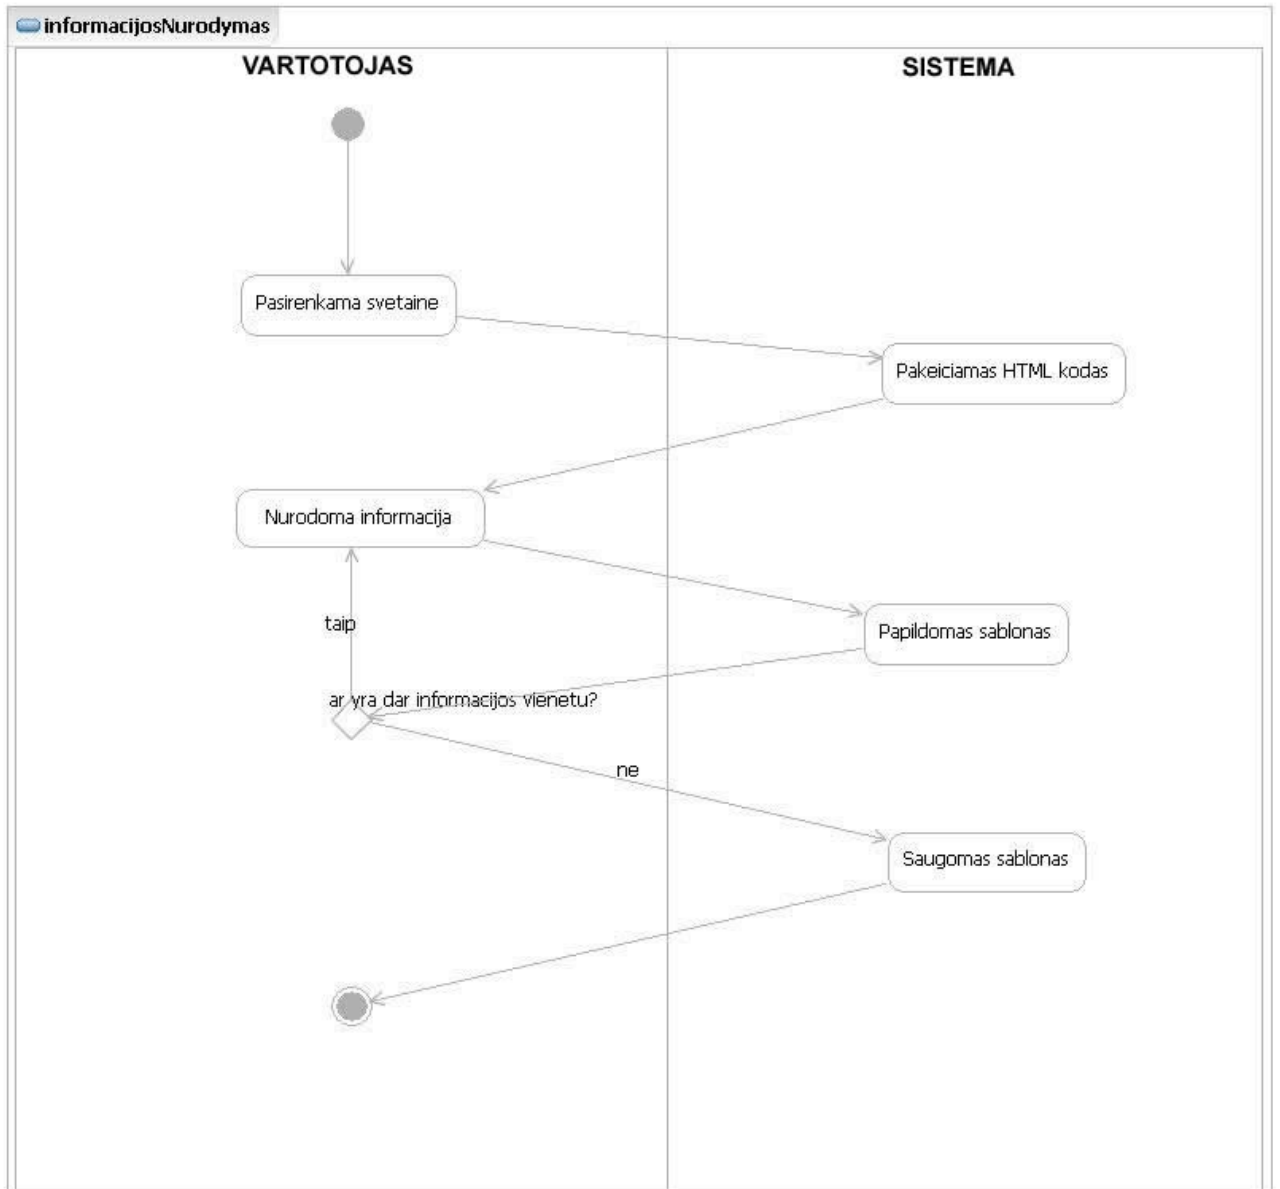 informacijosNurodymas
VARTOTOJAS
SISTEMA
Pasirenkama svetaine
Pakeiciamas HTML kodas
Nurodoma informacija
taip
Papildomas sablonas
ar yra dar informacijos vienetu?
ne
Saugomas sablonas